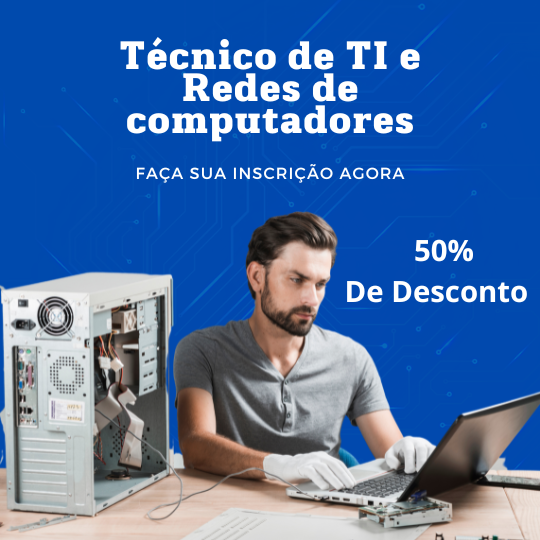 Técnico de TI e
Redes de
computadores
FAÇA SUA INSCRIÇÃO AGORA
50%
De Desconto